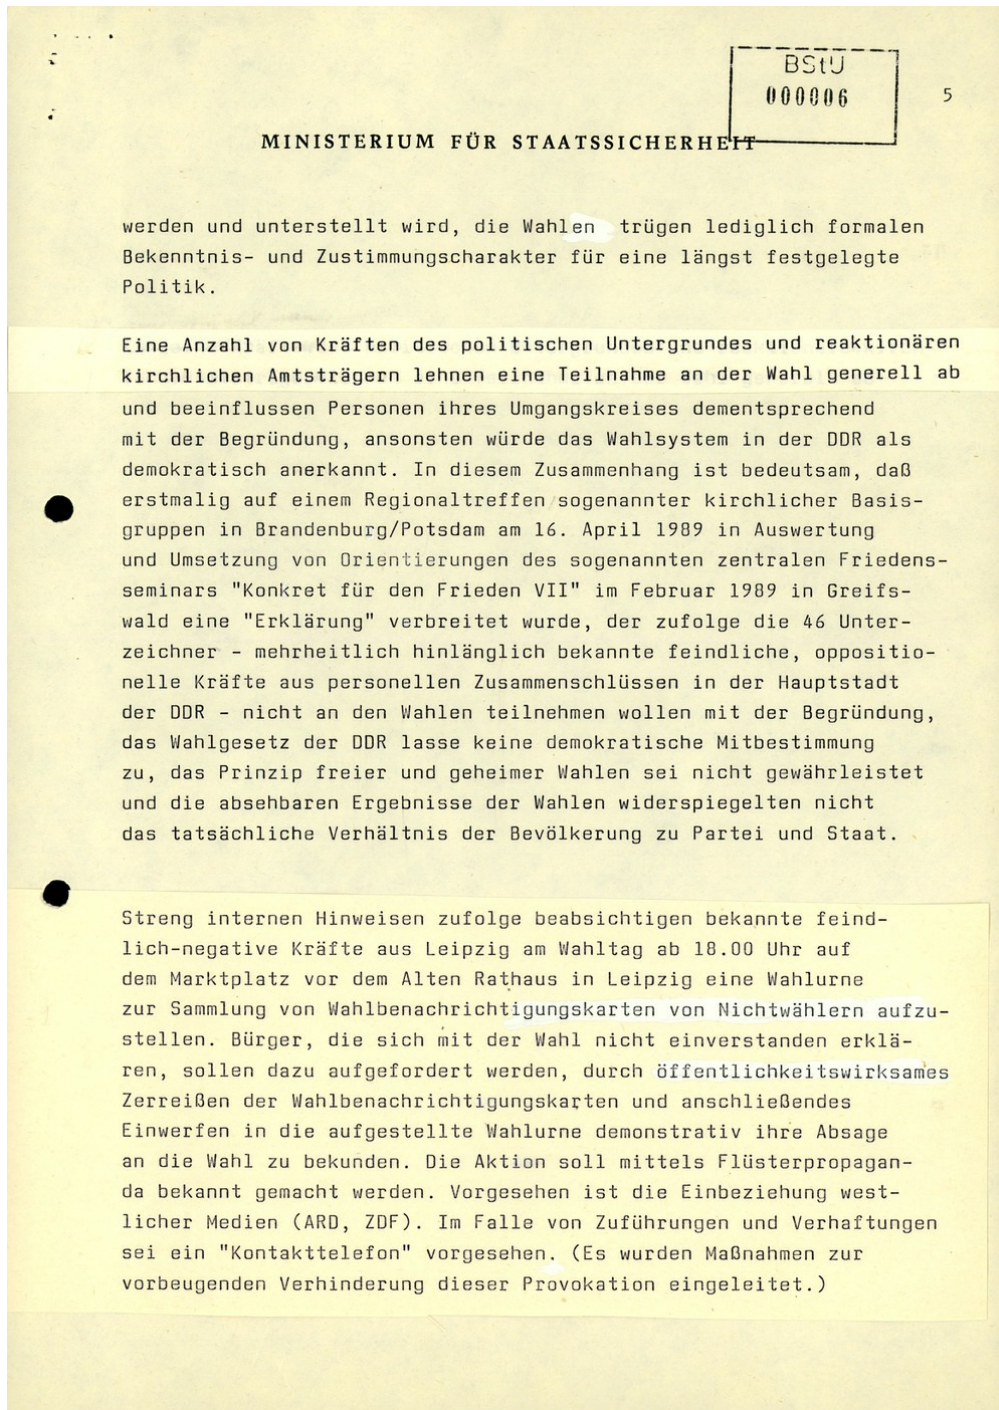 BStU
000006
5
MINISTERIUM FÜR STAATSSICHERHEIT
werden und unterstellt wird, die Wahlen trügen lediglich formalen
Bekenntnis- und Zustimmungscharakter für eine längst festgelegte
Politik.
Eine Anzahl von Kräften des politischen Untergrundes und reaktionären
kirchlichen Amtsträgern lehnen eine Teilnahme an der Wahl generell ab
und beeinflussen Personen ihres Umgangskreises dementsprechend
mit der Begründung, ansonsten würde das Wahlsystem in der DDR als
demokratisch anerkannt. In diesem Zusammenhang ist bedeutsam, daß
erstmalig auf einem Regionaltreffen sogenannter kirchlicher Basis-
gruppen in Brandenburg/Potsdam am 16. April 1989 in Auswertung
und Umsetzung von Orientierungen des sogenannten zentralen Friedens-
seminars "Konkret für den Frieden VII" im Februar 1989 in Greifs-
wald eine "Erklärung" verbreitet wurde, der zufolge die 46 Unter-
zeichner - mehrheitlich hinlänglich bekannte feindliche, oppositio-
nelle Kräfte aus personellen Zusammenschlüssen in der Hauptstadt
der DDR - nicht an den Wahlen teilnehmen wollen mit der Begründung,
das Wahlgesetz der DDR lasse keine demokratische Mitbestimmung
zu, das Prinzip freier und geheimer Wahlen sei nicht gewährleistet
und die absehbaren Ergebnisse der Wahlen widerspiegelten nicht
das tatsächliche Verhältnis der Bevölkerung zu Partei und Staat.
Streng internen Hinweisen zufolge beabsichtigen bekannte feind-
lich-negative Kräfte aus Leipzig am Wahltag ab 18.00 Uhr auf
dem Marktplatz vor dem Alten Rathaus in Leipzig eine Wahlurne
zur Sammlung von Wahlbenachrichtigungskarten von Nichtwählern aufzu-
stellen. Bürger, die sich mit der Wahl nicht einverstanden erklä-
ren, sollen dazu aufgefordert werden, durch öffentlichkeitswirksames
Zerreißen der Wahlbenachrichtigungskarten und anschließendes
Einwerfen in die aufgestellte Wahlurne demonstrativ ihre Absage
an die Wahl zu bekunden. Die Aktion soll mittels Flüsterpropagan-
da bekannt gemacht werden. Vorgesehen ist die Einbeziehung west-
licher Medien (ARD, ZDF). Im Falle von Zuführungen und Verhaftungen
sei ein "Kontakttelefon" vorgesehen. (Es wurden Maßnahmen zur
vorbeugenden Verhinderung dieser Provokation eingeleitet.)